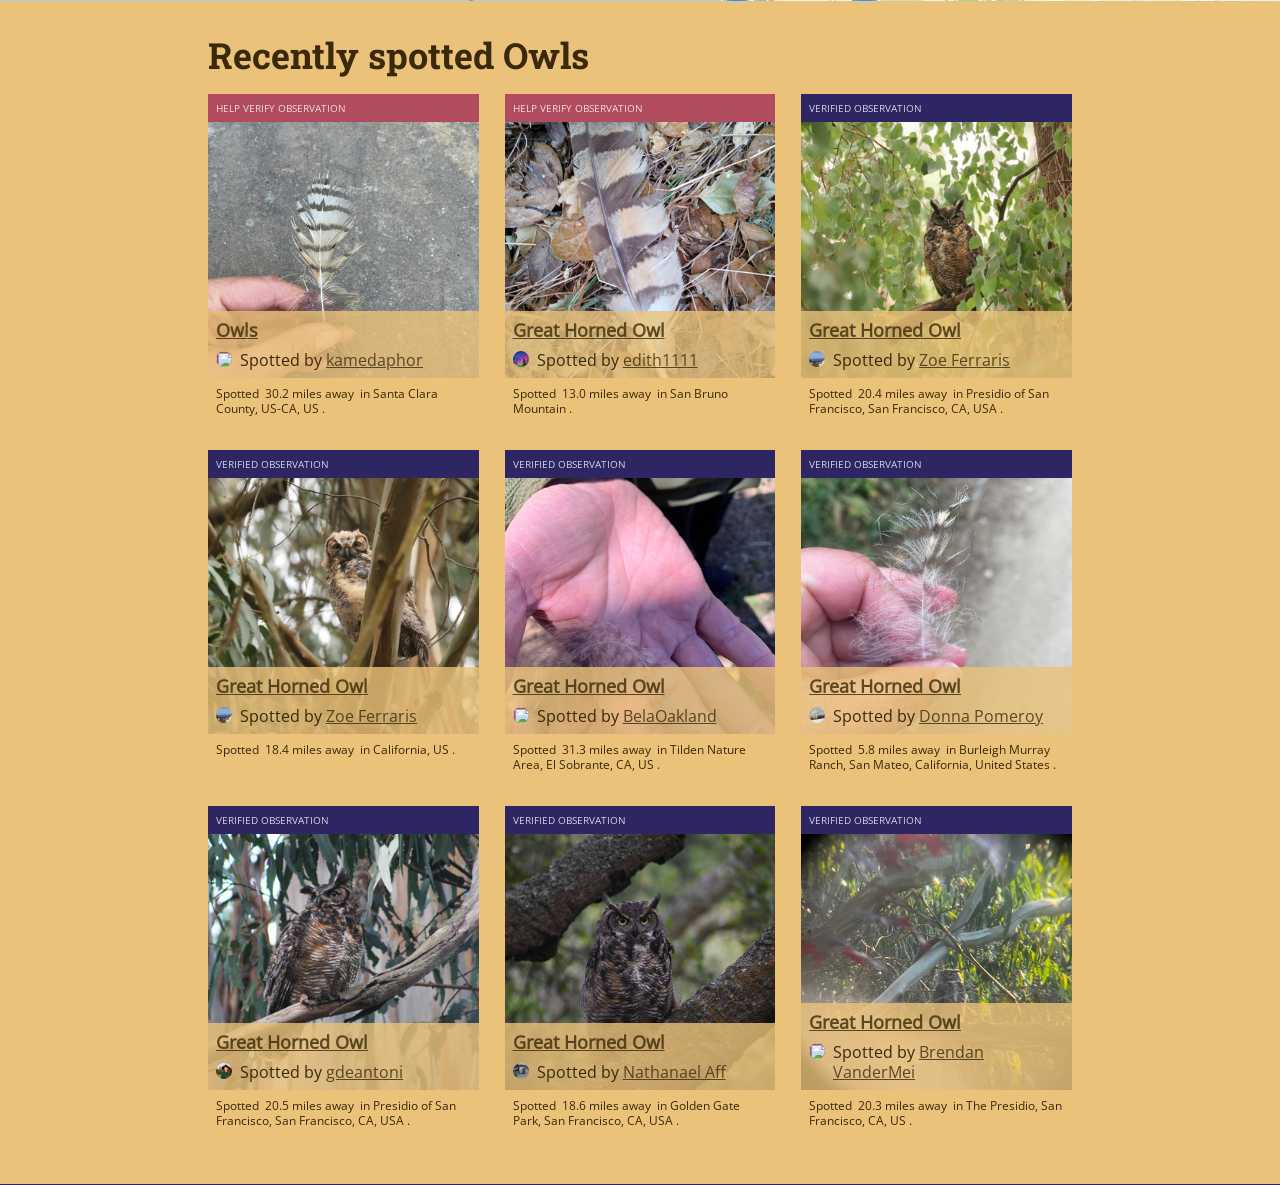 Recently spotted Owls
HELP VERIFY OBSERVATION
Owls
Spotted by kamedaphor
Spotted 30.2 miles away in Santa Clara
County, US-CA, US .
HELP VERIFY OBSERVATION
Great Horned Owl
Spotted by edith1111
Spotted 13.0 miles away in San Bruno
Mountain .
VERIFIED OBSERVATION
Great Horned Owl
Spotted by Zoe Ferraris
Spotted 20.4 miles away in Presidio of San
Francisco, San Francisco, CA, USA .
VERIFIED OBSERVATION
Great Horned Owl
Spotted by Zoe Ferraris
Spotted 18.4 miles away in California, US .
VERIFIED OBSERVATION
Great Horned Owl
Spotted by BelaOakland
Spotted 31.3 miles away in Tilden Nature
Area, El Sobrante, CA, US .
VERIFIED OBSERVATION
Great Horned Owl
Spotted by Donna Pomeroy
Spotted 5.8 miles away in Burleigh Murray
Ranch, San Mateo, California, United States .
VERIFIED OBSERVATION
Great Horned Owl
Spotted by gdeantoni
Spotted 20.5 miles away in Presidio of San
Francisco, San Francisco, CA, USA .
VERIFIED OBSERVATION
Great Horned Owl
Spotted by Nathanael Aff
Spotted 18.6 miles away in Golden Gate
Park, San Francisco, CA, USA .
VERIFIED OBSERVATION
Great Horned Owl
Spotted by Brendan
VanderMei
Spotted 20.3 miles away in The Presidio, San
Francisco, CA, US .